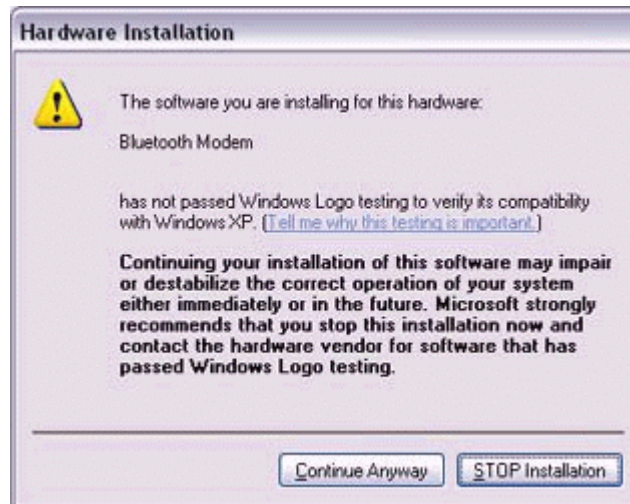 Hardware Installation
The software you are installing for this hardware:
Bluetooth Modem
has not passed Windows Logo testing to verify its compatibility
with Windows XP. (Tell me why this testing is important.)
Continuing your installation of this software may impair
or destabilize the correct operation of your system
either immediately or in the future. Microsoft strongly
recommends that you stop this installation now and
contact the hardware vendor for software that has
passed Windows Logo testing.
Continue Anyway STOP Installation